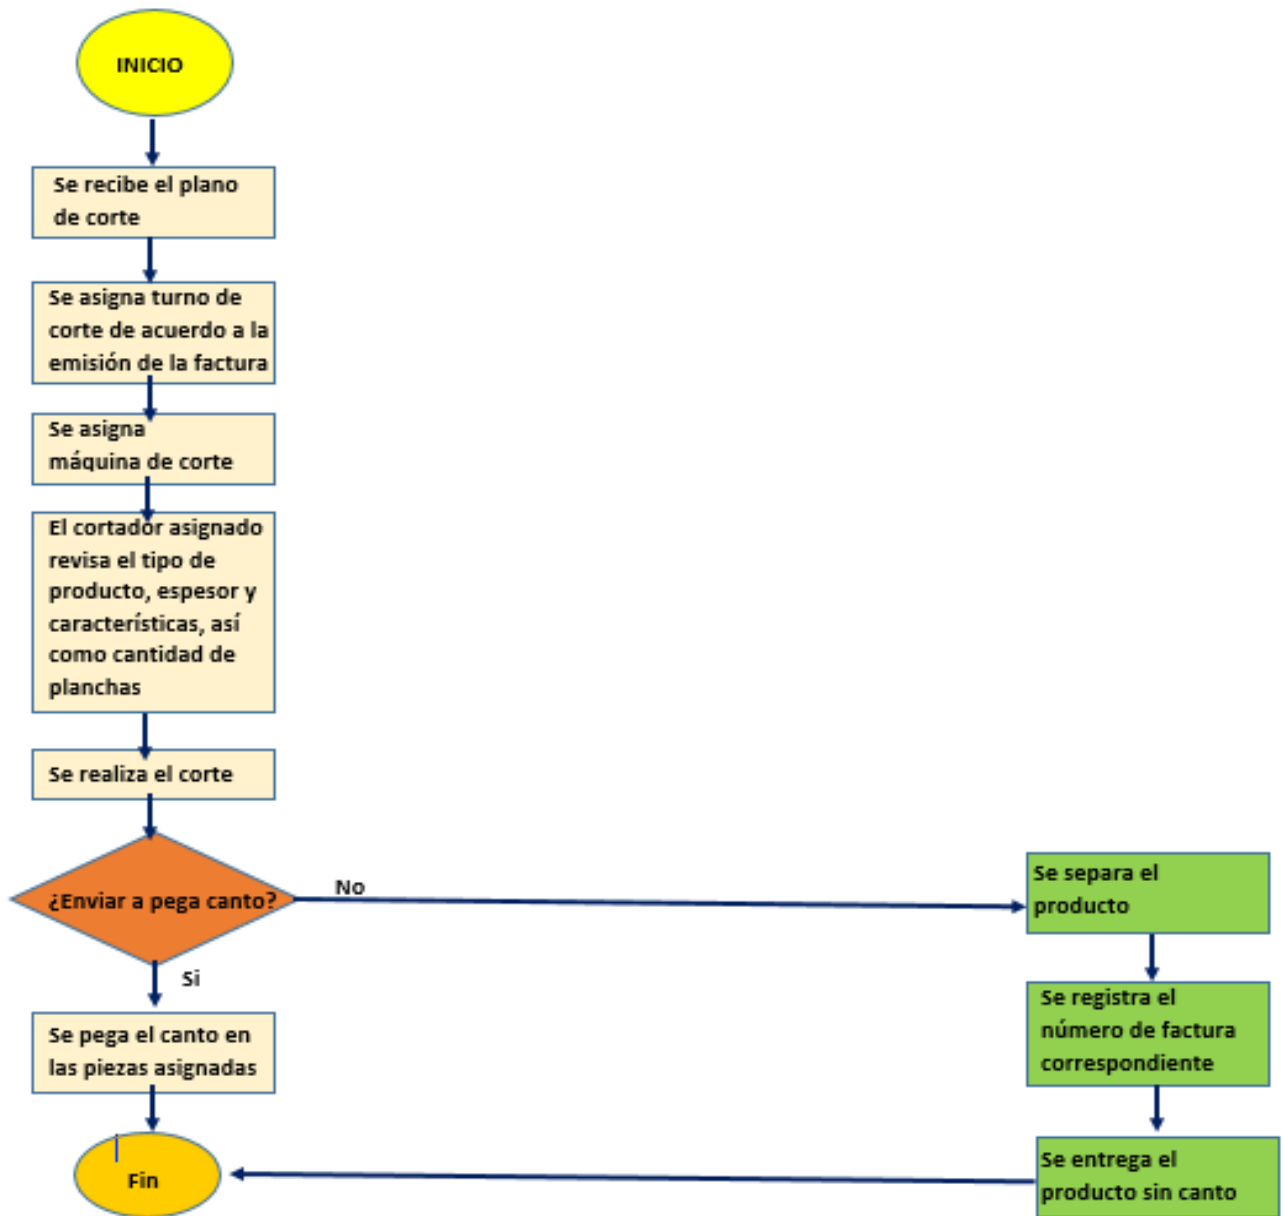 INICIO
Se recibe el plano
de corte
Se asigna turno de
corte de acuerdo a la
emisión de la factura
Se asigna
máquina de corte
El cortador asignado
revisa el tipo de
producto, espesor y
características, así
como cantidad de
planchas
Se realiza el corte
¿Enviar a pega canto?
No
Si
Se pega el canto en
las piezas asignadas
Se separa el
producto
Se registra el
número de factura
correspondiente
Se entrega el
producto sin canto
Fin